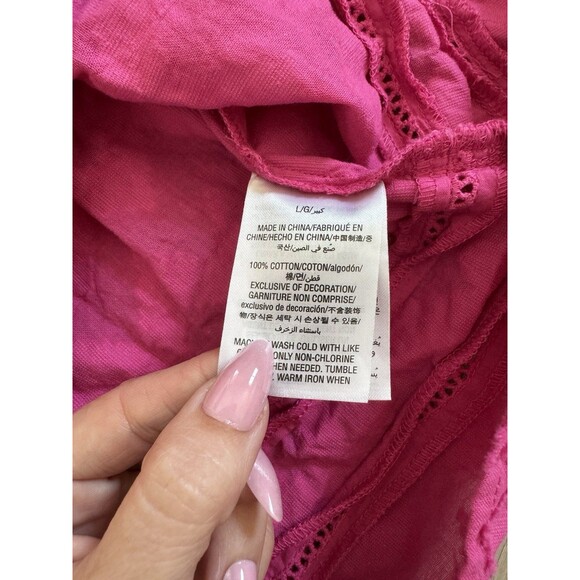 L/G/كبير
MADE IN CHINA/FABRIQUÉ EN
CHINE/HECHO EN CHINA/中国制造/중
국산/صُنع في الصين
100% COTTON/COTON/algodón/
棉/면/قطن
EXCLUSIVE OF DECORATION/
GARNITURE NON COMPRISE/
exclusivo de decoración/不含装饰
物/장식은 세탁 시 손상될 수 있음/
باستثناء الزخرف
WASH COLD WITH LIKE
ONLY NON-CHLORINE
WHEN NEEDED. TUMBLE
WARM IRON WHEN